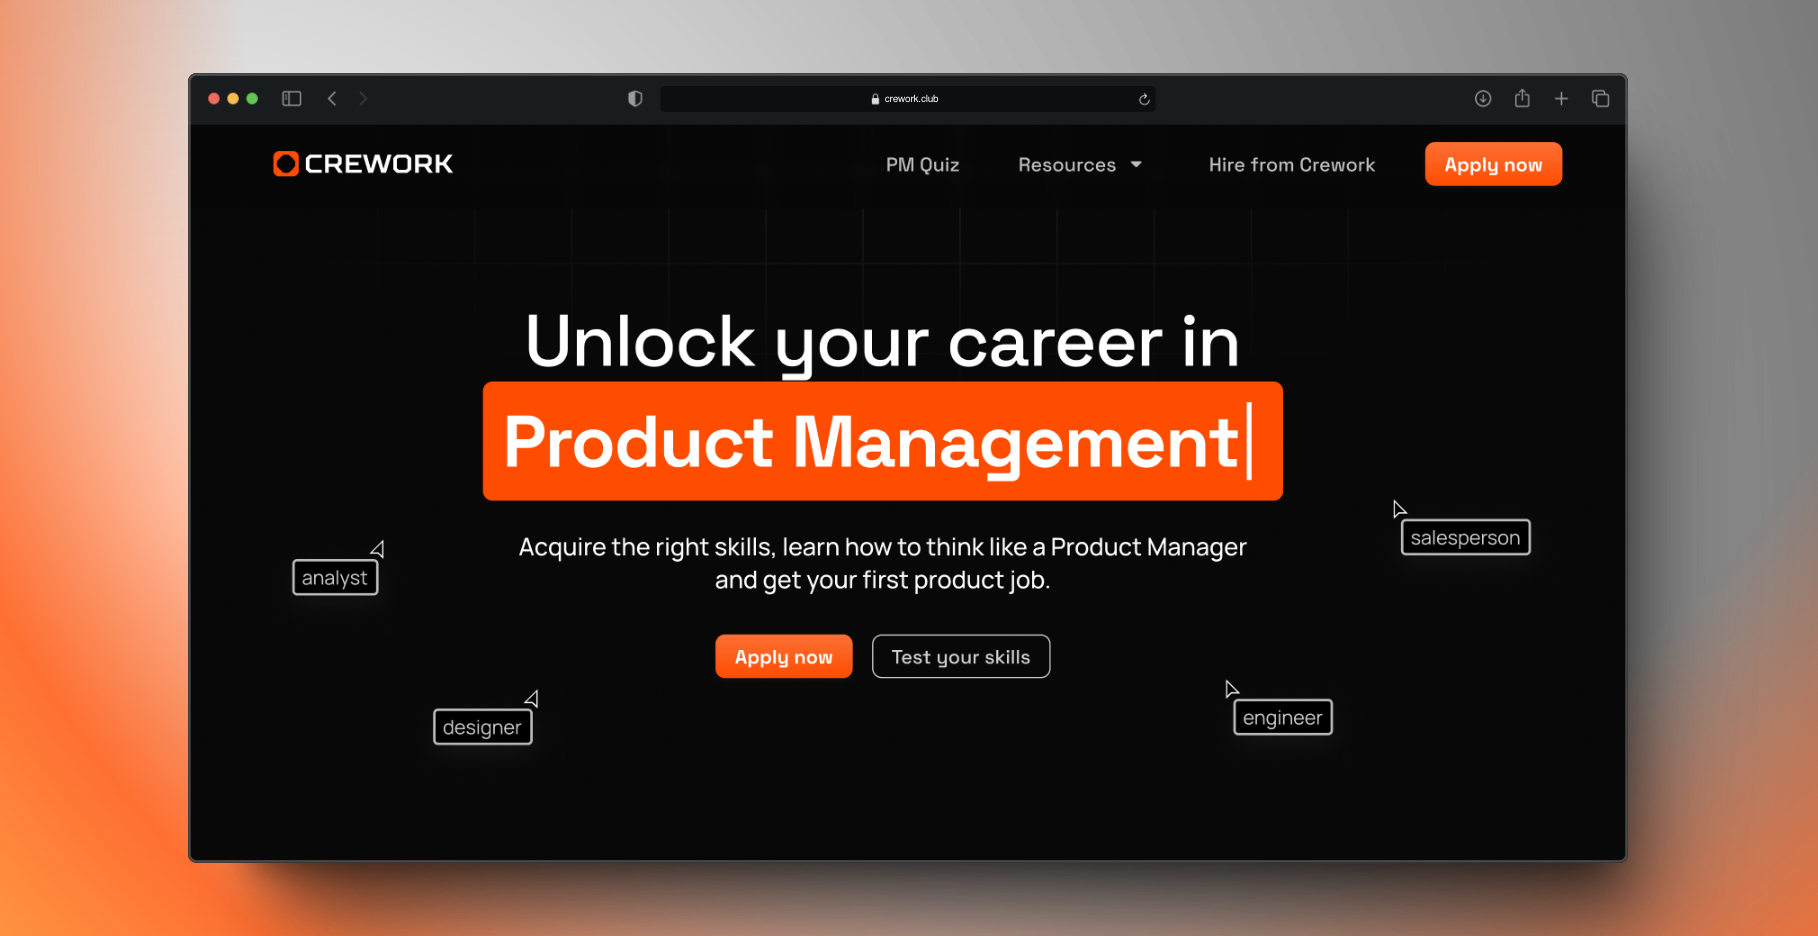 crework.club
CREWORK
PM Quiz
Resources
Hire from Crework
Apply now
Unlock your career in
Product Management
Acquire the right skills, learn how to think like a Product Manager
and get your first product job.
Apply now
Test your skills
analyst
designer
salesperson
engineer